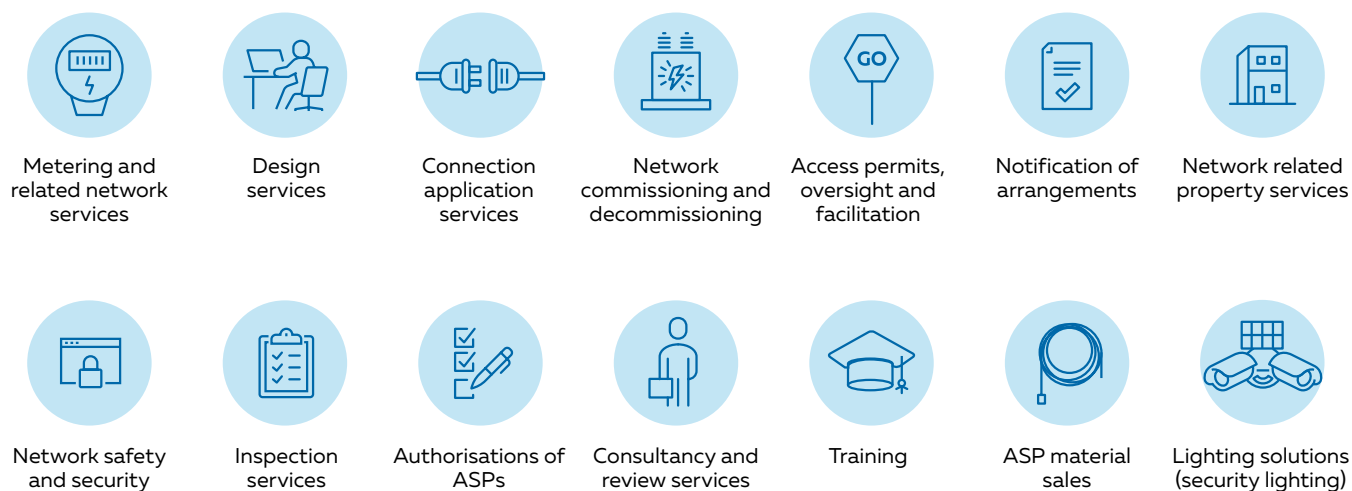 GO
Metering and
related network
services
Design
services
Connection
application
services
Network
commissioning and
decommissioning
Access permits,
oversight and
facilitation
Notification of
arrangements
Network related
property services
Network safety
and security
Inspection
services
Authorisations of
ASPs
Consultancy and
review services
Training
ASP material
sales
Lighting solutions
(security lighting)